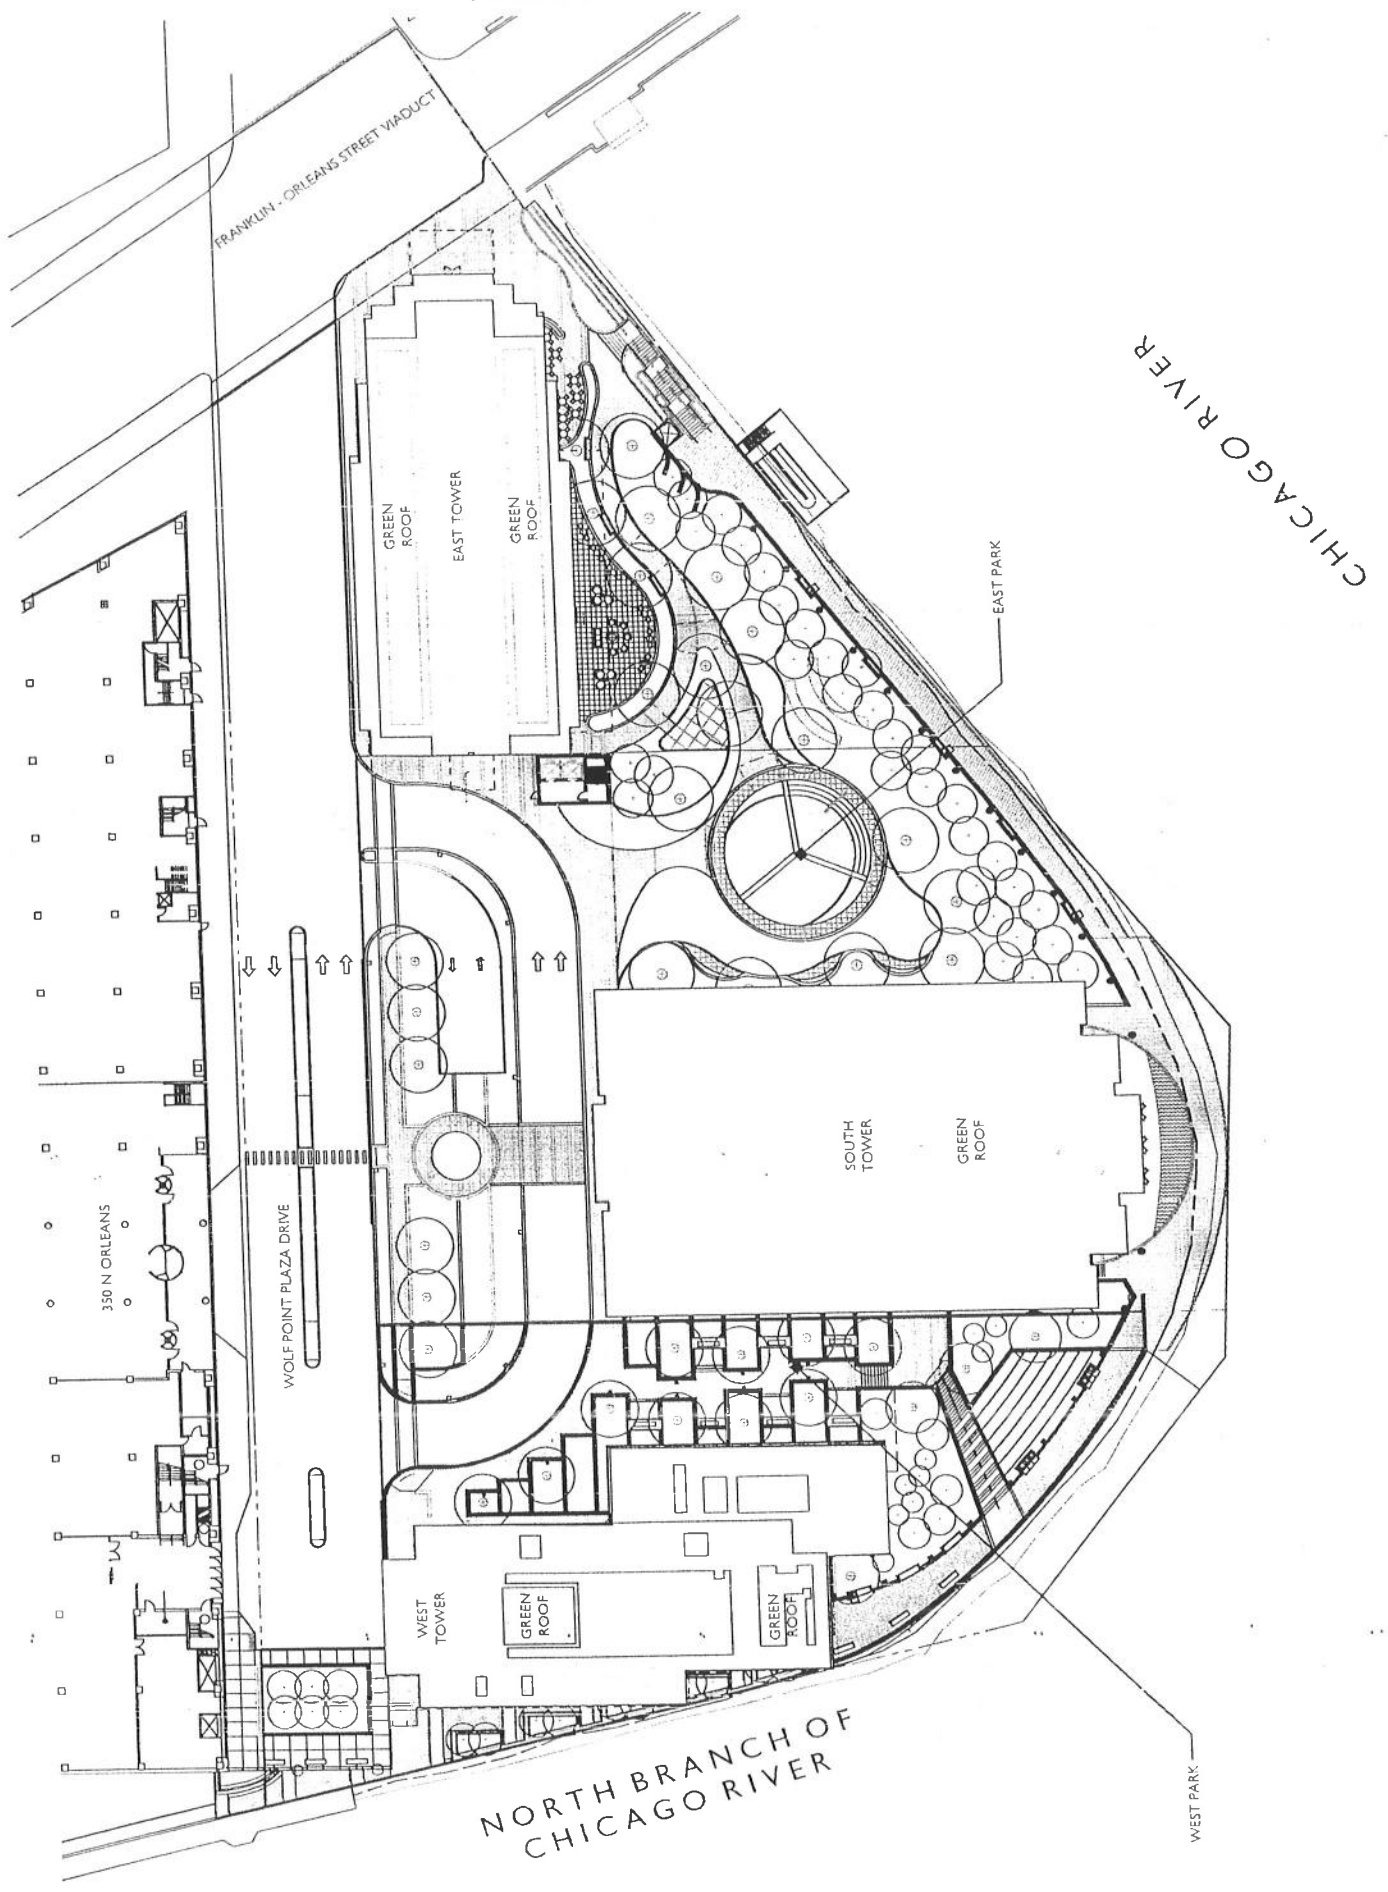 FRANKLIN - ORLEANS STREET VIADUCT
CHICAGO RIVER
GREEN
ROOF
EAST TOWER
GREEN
ROOF
EAST PARK
SOUTH
TOWER
GREEN
ROOF
350 N ORLEANS
WOLF POINT PLAZA DRIVE
WEST
TOWER
GREEN
ROOF
GREEN
ROOF
NORTH BRANCH OF
CHICAGO RIVER
WEST PARK